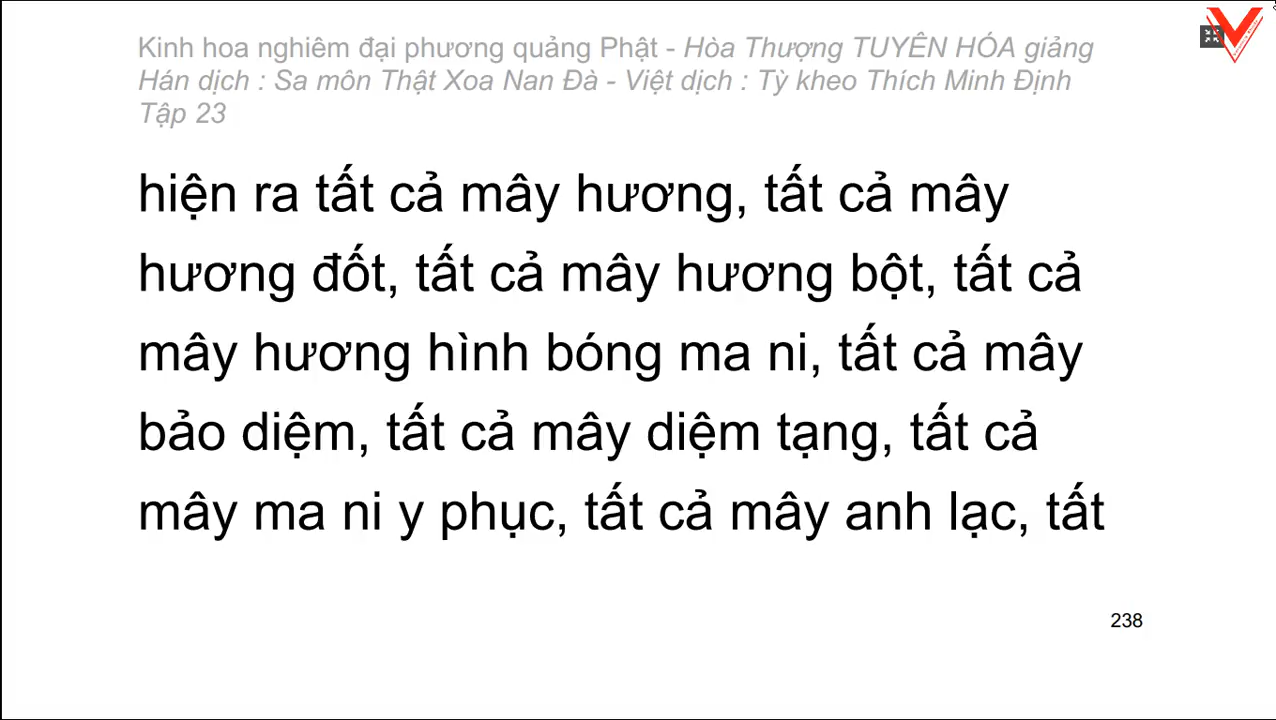 Kinh hoa nghiêm đại phương quảng Phật - Hòa Thượng TUYÊN HÓA giảng
Hán dịch : Sa môn Thật Xoa Nan Đà - Việt dịch : Tỳ kheo Thích Minh Định
Tập 23
hiện ra tất cả mây hương, tất cả mây
hương đốt, tất cả mây hương bột, tất cả
mây hương hình bóng ma ni, tất cả mây
bảo diệm, tất cả mây diệm tạng, tất cả
mây ma ni y phục, tất cả mây anh lạc, tất
238